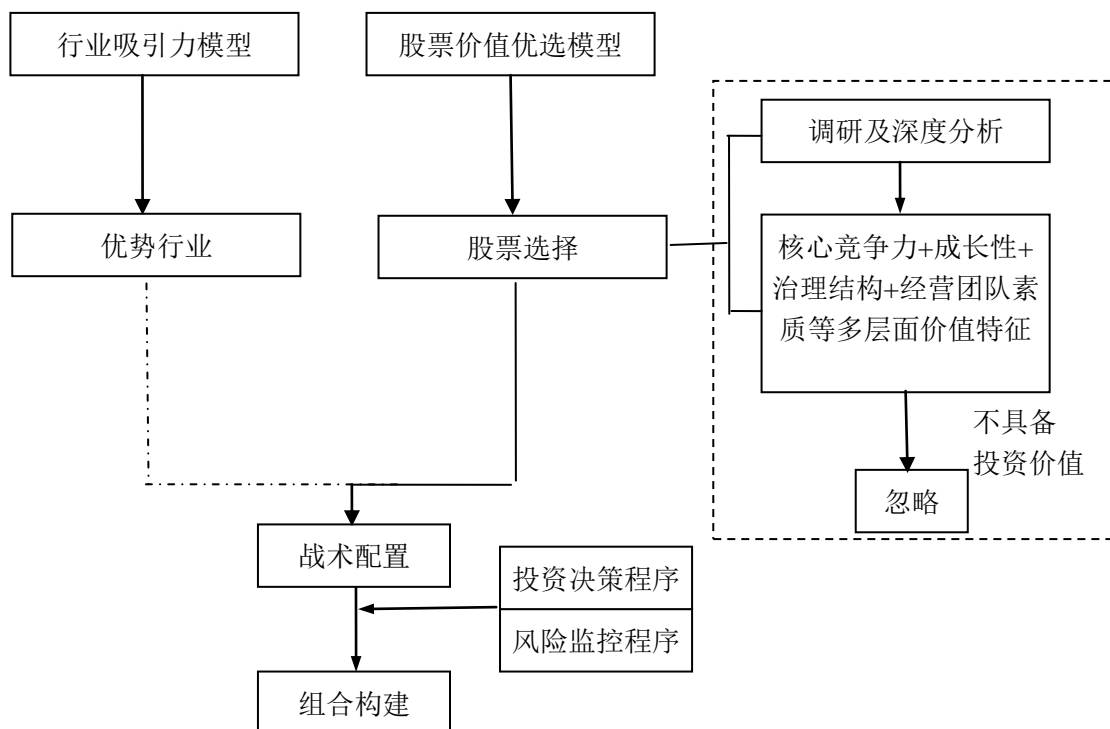 行业吸引力模型
股票价值优选模型
调研及深度分析
优势行业
股票选择
核心竞争力+成长性+
治理结构+经营团队素
质等多层面价值特征
不具备
投资价值
忽略
战术配置
投资决策程序
风险监控程序
组合构建